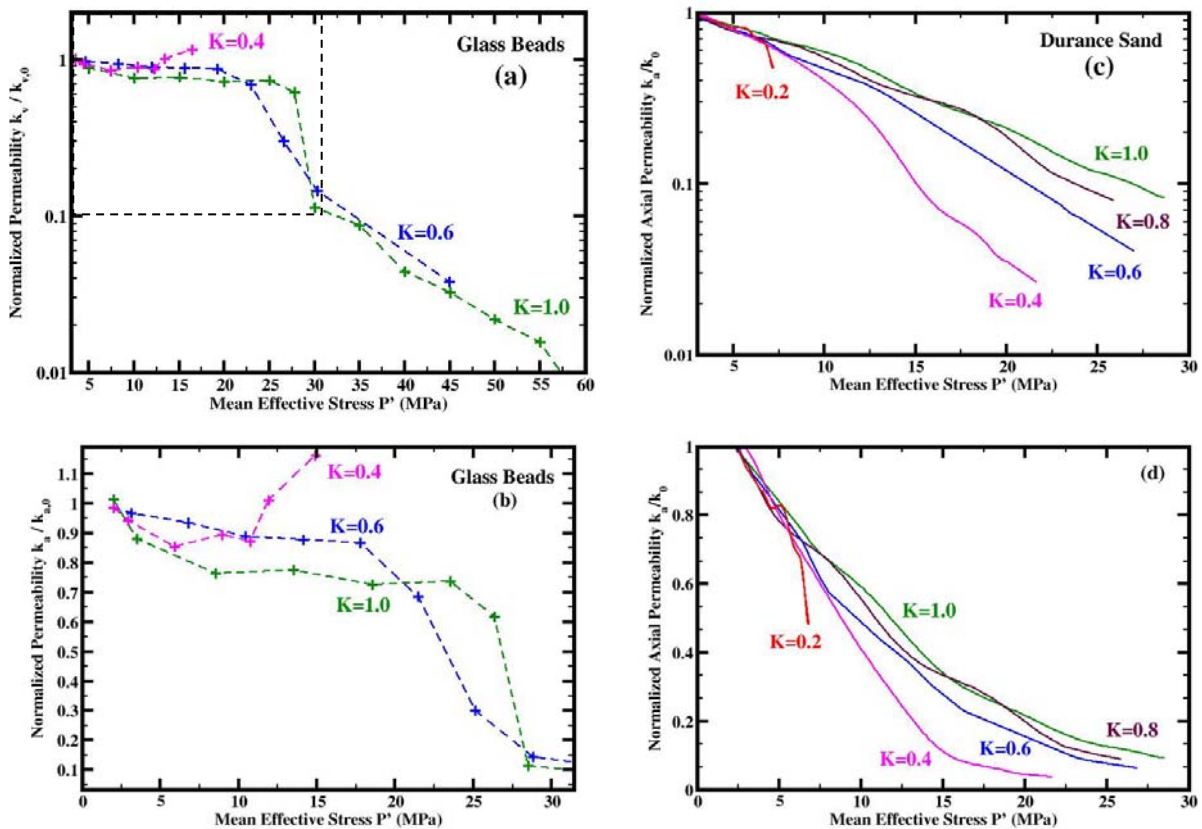 Glass Beads
(a)
K=0.4
K=0.6
K=1.0
1
0.1
0.01
5 10 15 20 25 30 35 40 45 50 55 60
Normalized Permeability k_v / k_v,0
Mean Effective Stress P' (MPa)
Durance Sand
(c)
K=0.2
K=1.0
K=0.8
K=0.6
K=0.4
1
0.1
0.01
5 10 15 20 25 30
Normalized Axial Permeability k_a/k_0
Mean Effective Stress P' (MPa)
Glass Beads
(b)
K=0.4
K=0.6
K=1.0
1.1
1
0.9
0.8
0.7
0.6
0.5
0.4
0.3
0.2
0.1
0 5 10 15 20 25 30
Normalized Permeability k_a / k_a,0
Mean Effective Stress P' (MPa)
(d)
K=1.0
K=0.2
K=0.8
K=0.6
K=0.4
1
0.8
0.6
0.4
0.2
0
0 5 10 15 20 25 30
Normalized Axial Permeability k_a/k_0
Mean Effective Stress P' (MPa)